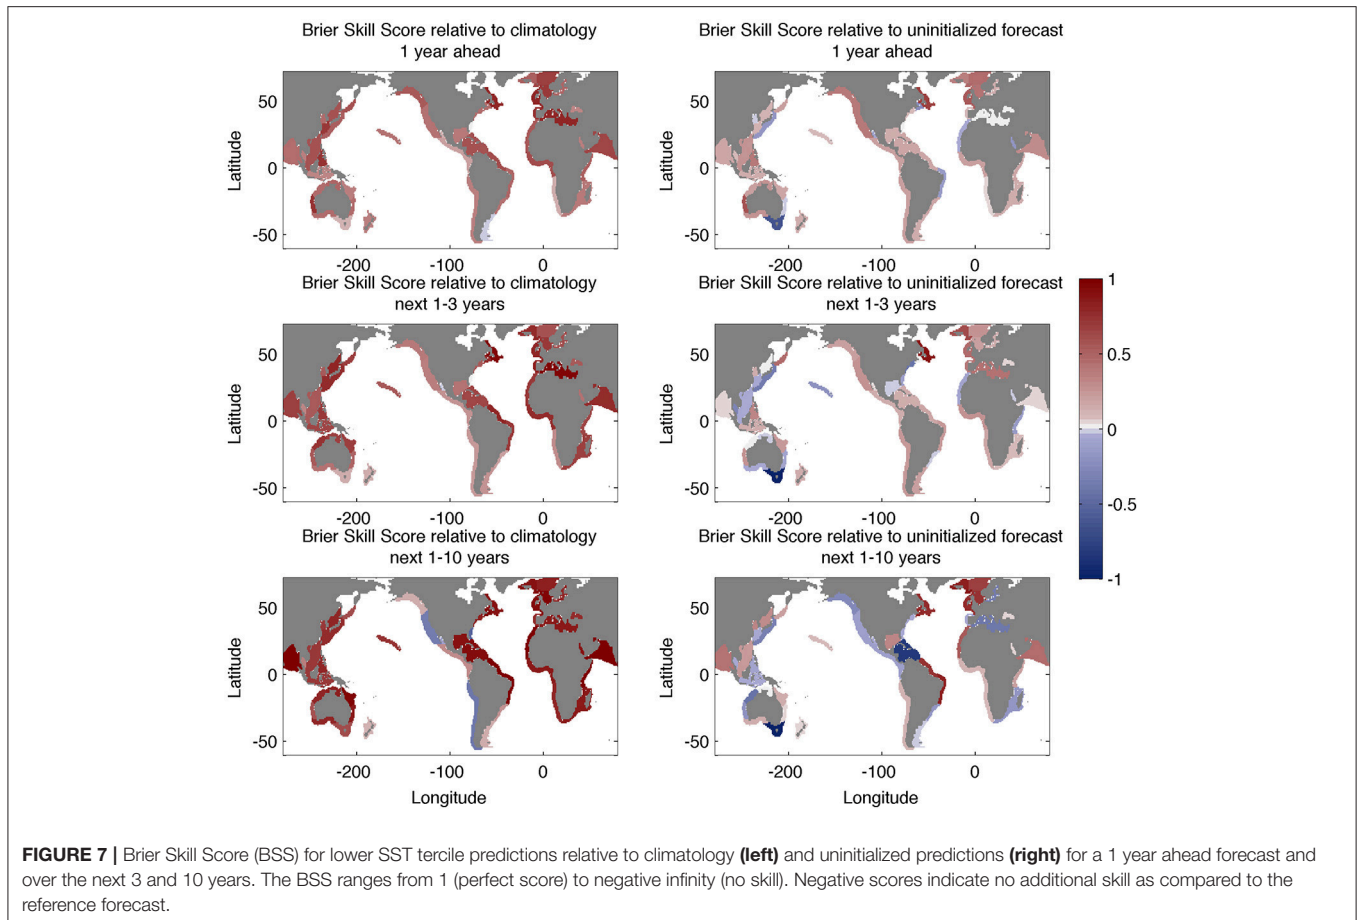 Brier Skill Score relative to climatology
1 year ahead
Brier Skill Score relative to uninitialized forecast
1 year ahead
Latitude
50
0
-50
-200
-100
0
Latitude
50
0
-50
-200
-100
0
Brier Skill Score relative to climatology
next 1-3 years
Brier Skill Score relative to uninitialized forecast
next 1-3 years
Latitude
50
0
-50
-200
-100
0
Latitude
50
0
-50
-200
-100
0
1
0.5
0
-0.5
-1
Brier Skill Score relative to climatology
next 1-10 years
Brier Skill Score relative to uninitialized forecast
next 1-10 years
Latitude
50
0
-50
-200
-100
0
Longitude
Latitude
50
0
-50
-200
-100
0
Longitude
FIGURE 7 | Brier Skill Score (BSS) for lower SST tercile predictions relative to climatology (left) and uninitialized predictions (right) for a 1 year ahead forecast and
over the next 3 and 10 years. The BSS ranges from 1 (perfect score) to negative infinity (no skill). Negative scores indicate no additional skill as compared to the
reference forecast.